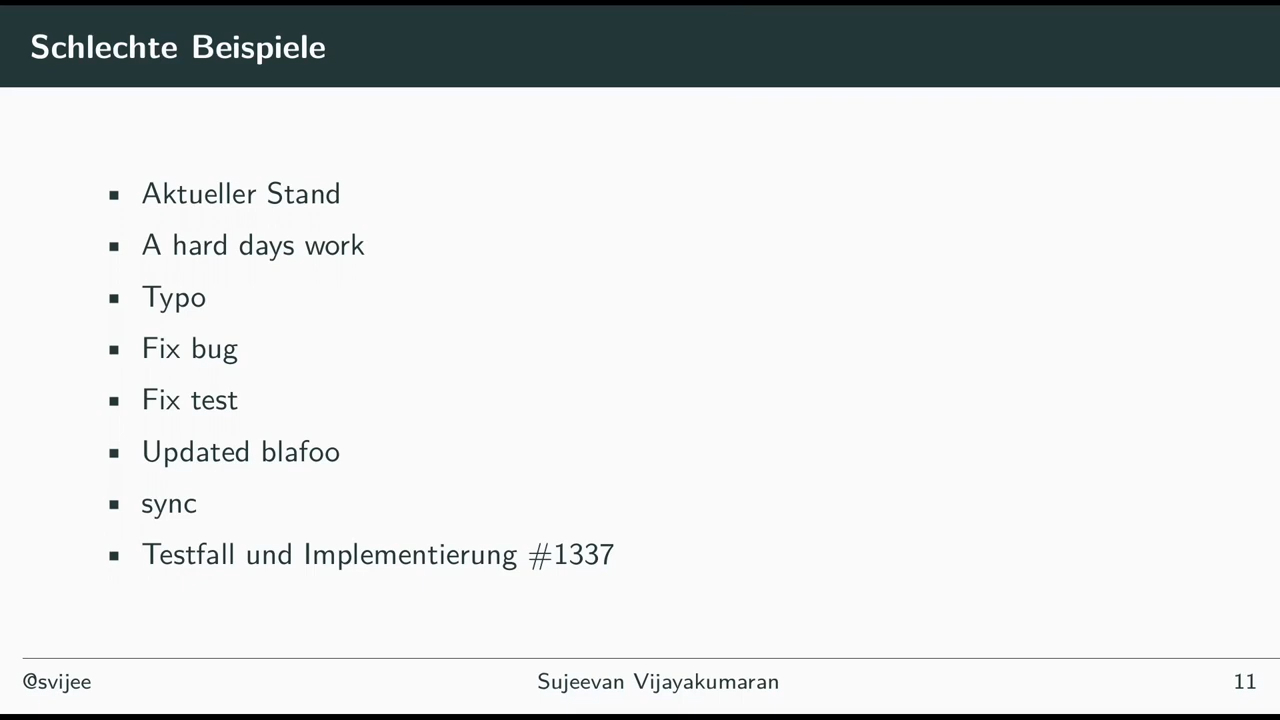 Schlechte Beispiele
▪ Aktueller Stand
▪ A hard days work
▪ Typo
▪ Fix bug
▪ Fix test
▪ Updated blafoo
▪ sync
▪ Testfall und Implementierung #1337
@svijee Sujeevan Vijayakumaran 11